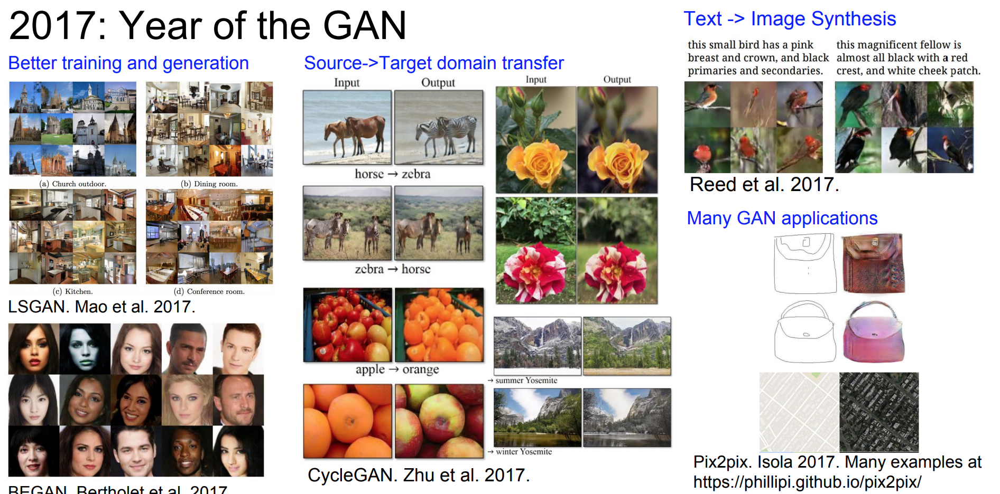 2017: Year of the GAN
Better training and generation
(a) Church outdoor.
(b) Dining room.
(c) Kitchen.
(d) Conference room.
LSGAN. Mao et al. 2017.
BEGAN. Bertholet et al. 2017.
Source->Target domain transfer
Input
Output
horse → zebra
zebra → horse
apple → orange
Input
Output
→ summer Yosemite
→ winter Yosemite
CycleGAN. Zhu et al. 2017.
Text -> Image Synthesis
this small bird has a pink
breast and crown, and black
primaries and secondaries.
this magnificent fellow is
almost all black with a red
crest, and white cheek patch.
Reed et al. 2017.
Many GAN applications
Pix2pix. Isola 2017. Many examples at
https://phillipi.github.io/pix2pix/